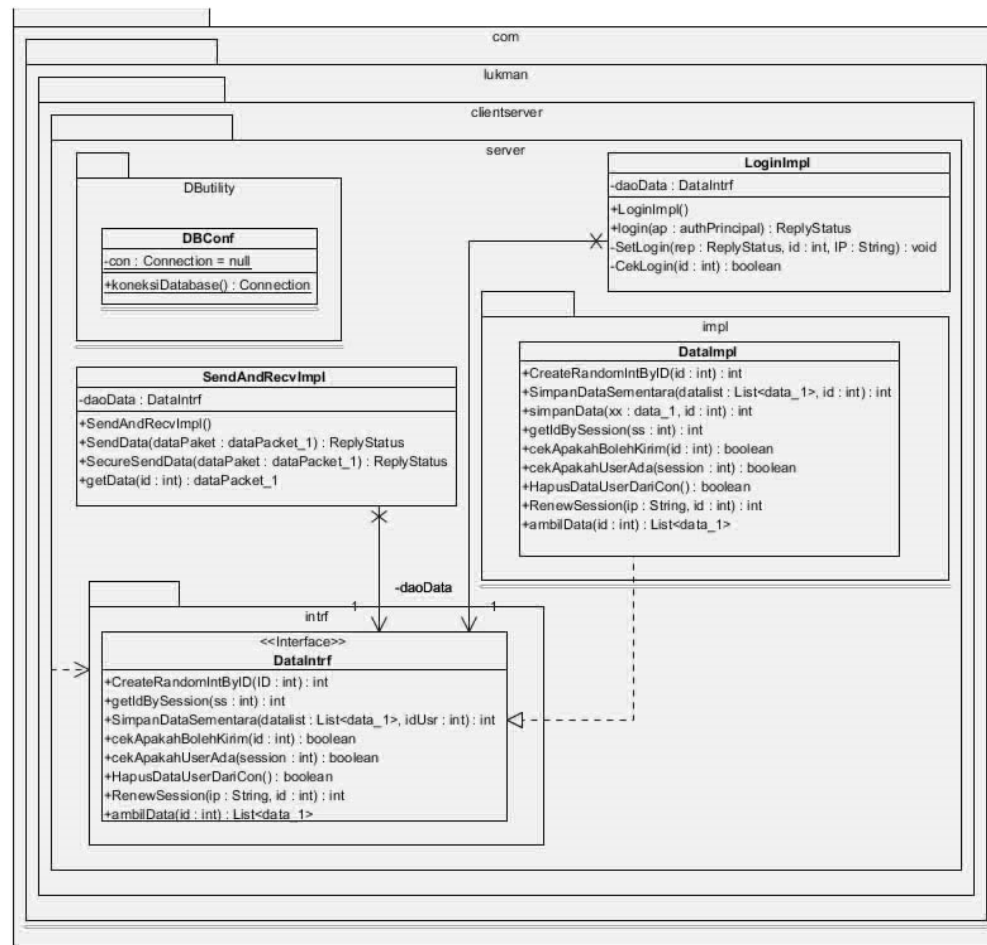 com
lukman
clientserver
server
DButility
DBConf
-con : Connection = null
+koneksiDatabase() : Connection
LoginImpl
-daoData : DataIntrf
+LoginImpl()
+login(ap : authPrincipal) : ReplyStatus
-SetLogin(rep : ReplyStatus, id : int, IP : String) : void
-CekLogin(id : int) : boolean
impl
DataImpl
+CreateRandomIntByID(id : int) : int
+SimpanDataSementara(datalist : List<data_1>, id : int) : int
+simpanData(xx : data_1, id : int) : int
+getIdBySession(ss : int) : int
+cekApakahBolehKirim(id : int) : boolean
+cekApakahUserAda(session : int) : boolean
+HapusDataUserDariCon() : boolean
+RenewSession(ip : String, id : int) : int
+ambilData(id : int) : List<data_1>
SendAndRecvImpl
-daoData : DataIntrf
+SendAndRecvImpl()
+SendData(dataPaket : dataPacket_1) : ReplyStatus
+SecureSendData(dataPaket : dataPacket_1) : ReplyStatus
+getData(id : int) : dataPacket_1
-daoData
1
1
intrf
<<Interface>>
DataIntrf
+CreateRandomIntByID(ID : int) : int
+getIdBySession(ss : int) : int
+SimpanDataSementara(datalist : List<data_1>, idUsr : int) : int
+cekApakahBolehKirim(id : int) : boolean
+cekApakahUserAda(session : int) : boolean
+HapusDataUserDariCon() : boolean
+RenewSession(ip : String, id : int) : int
+ambilData(id : int) : List<data_1>